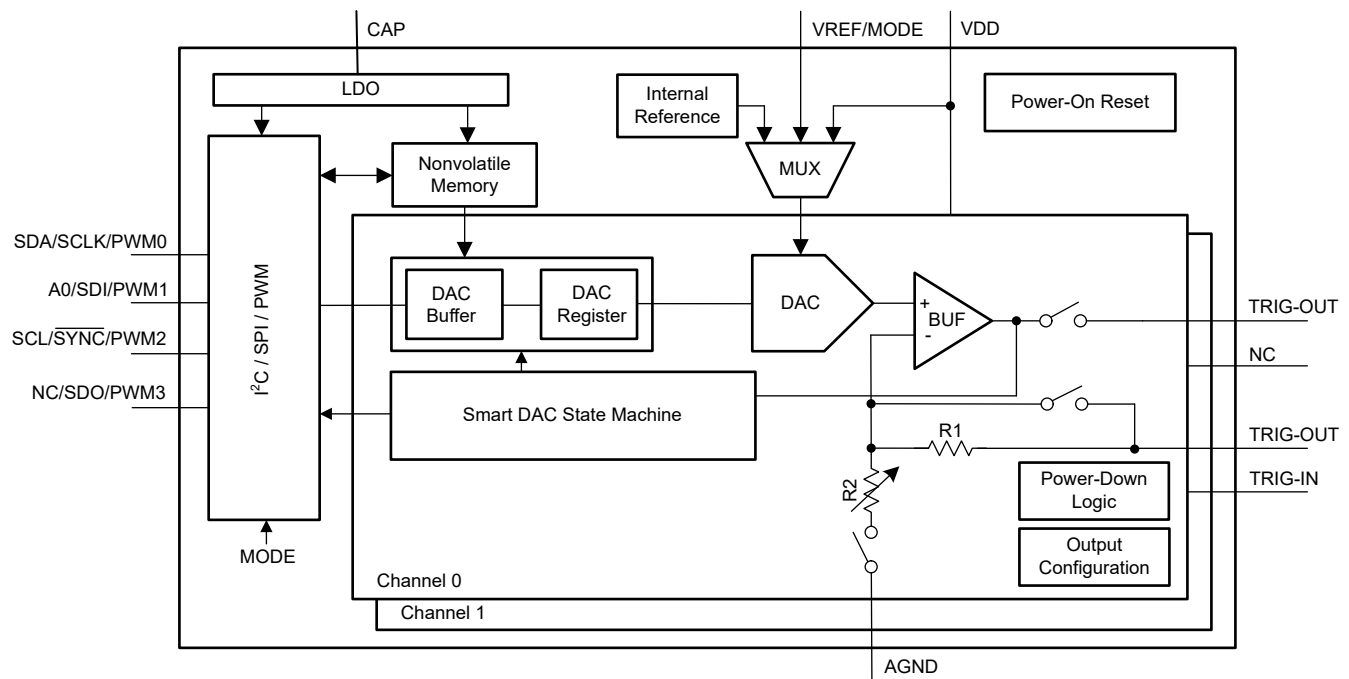 CAP
VREF/MODE
VDD
LDO
Internal
Reference
Power-On Reset
MUX
Nonvolatile
Memory
SDA/SCLK/PWM0
A0/SDI/PWM1
SCL/SYNC/PWM2
NC/SDO/PWM3
I²C / SPI / PWM
DAC
Buffer
DAC
Register
DAC
+
BUF
-
TRIG-OUT
NC
Smart DAC State Machine
R1
TRIG-OUT
R2
Power-Down
Logic
TRIG-IN
MODE
Output
Configuration
Channel 0
Channel 1
AGND